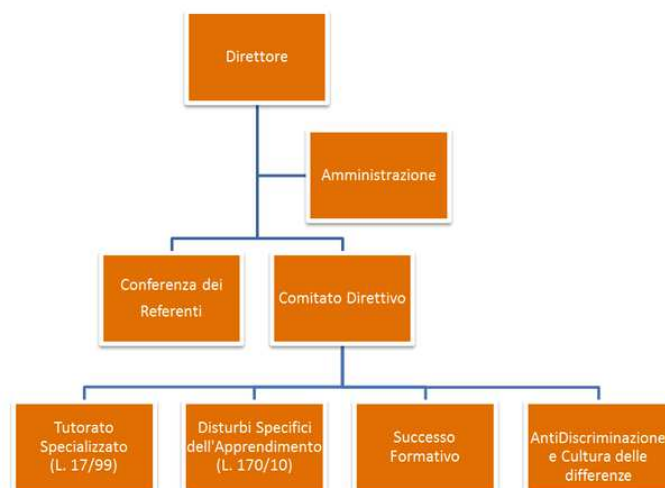 Direttore
Amministrazione
Conferenza dei
Referenti
Comitato Direttivo
Tutorato
Specializzato
(L. 17/99)
Disturbi Specifici
dell'Apprendimento
(L. 170/10)
Successo
Formativo
AntiDiscriminazione
e Cultura delle
differenze